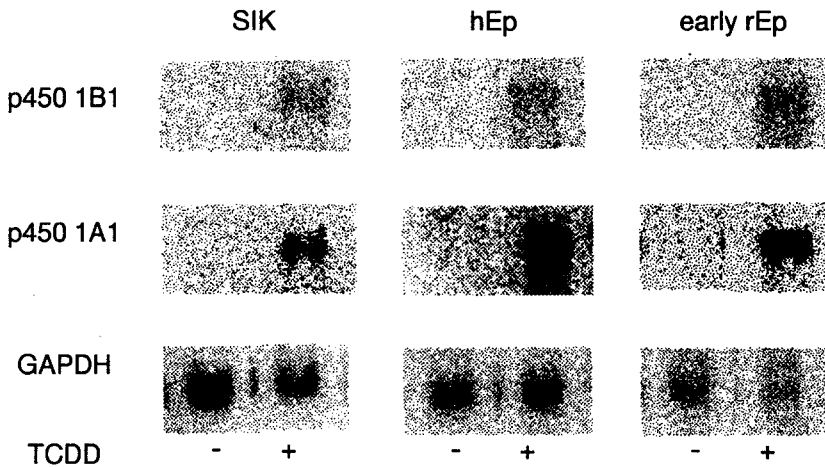 SIK hEp early rEp
p450 1B1
p450 1A1
GAPDH
TCDD - + - + - +